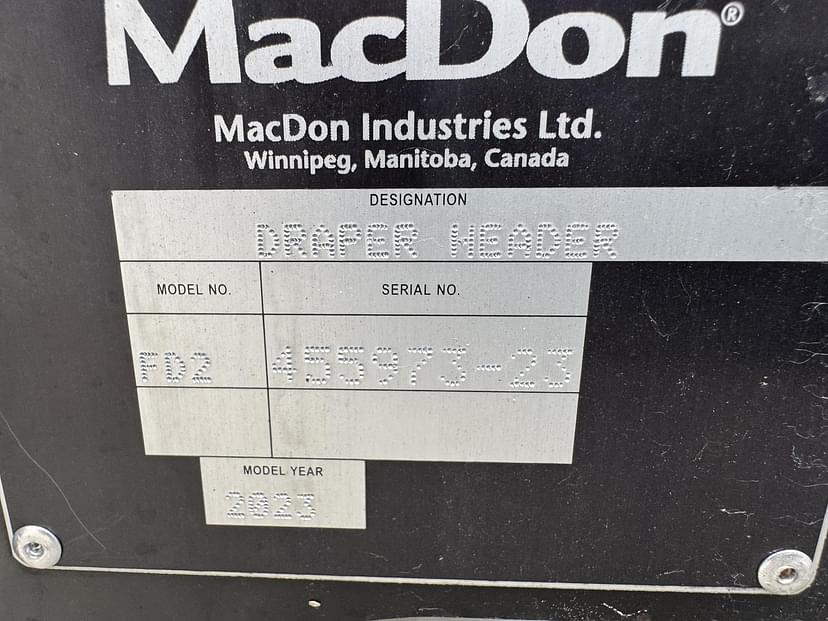 MacDon®
MacDon Industries Ltd.
Winnipeg, Manitoba, Canada
DESIGNATION
DRAPER HEADER
MODEL NO. SERIAL NO.
FD2 455973-23
MODEL YEAR
2023